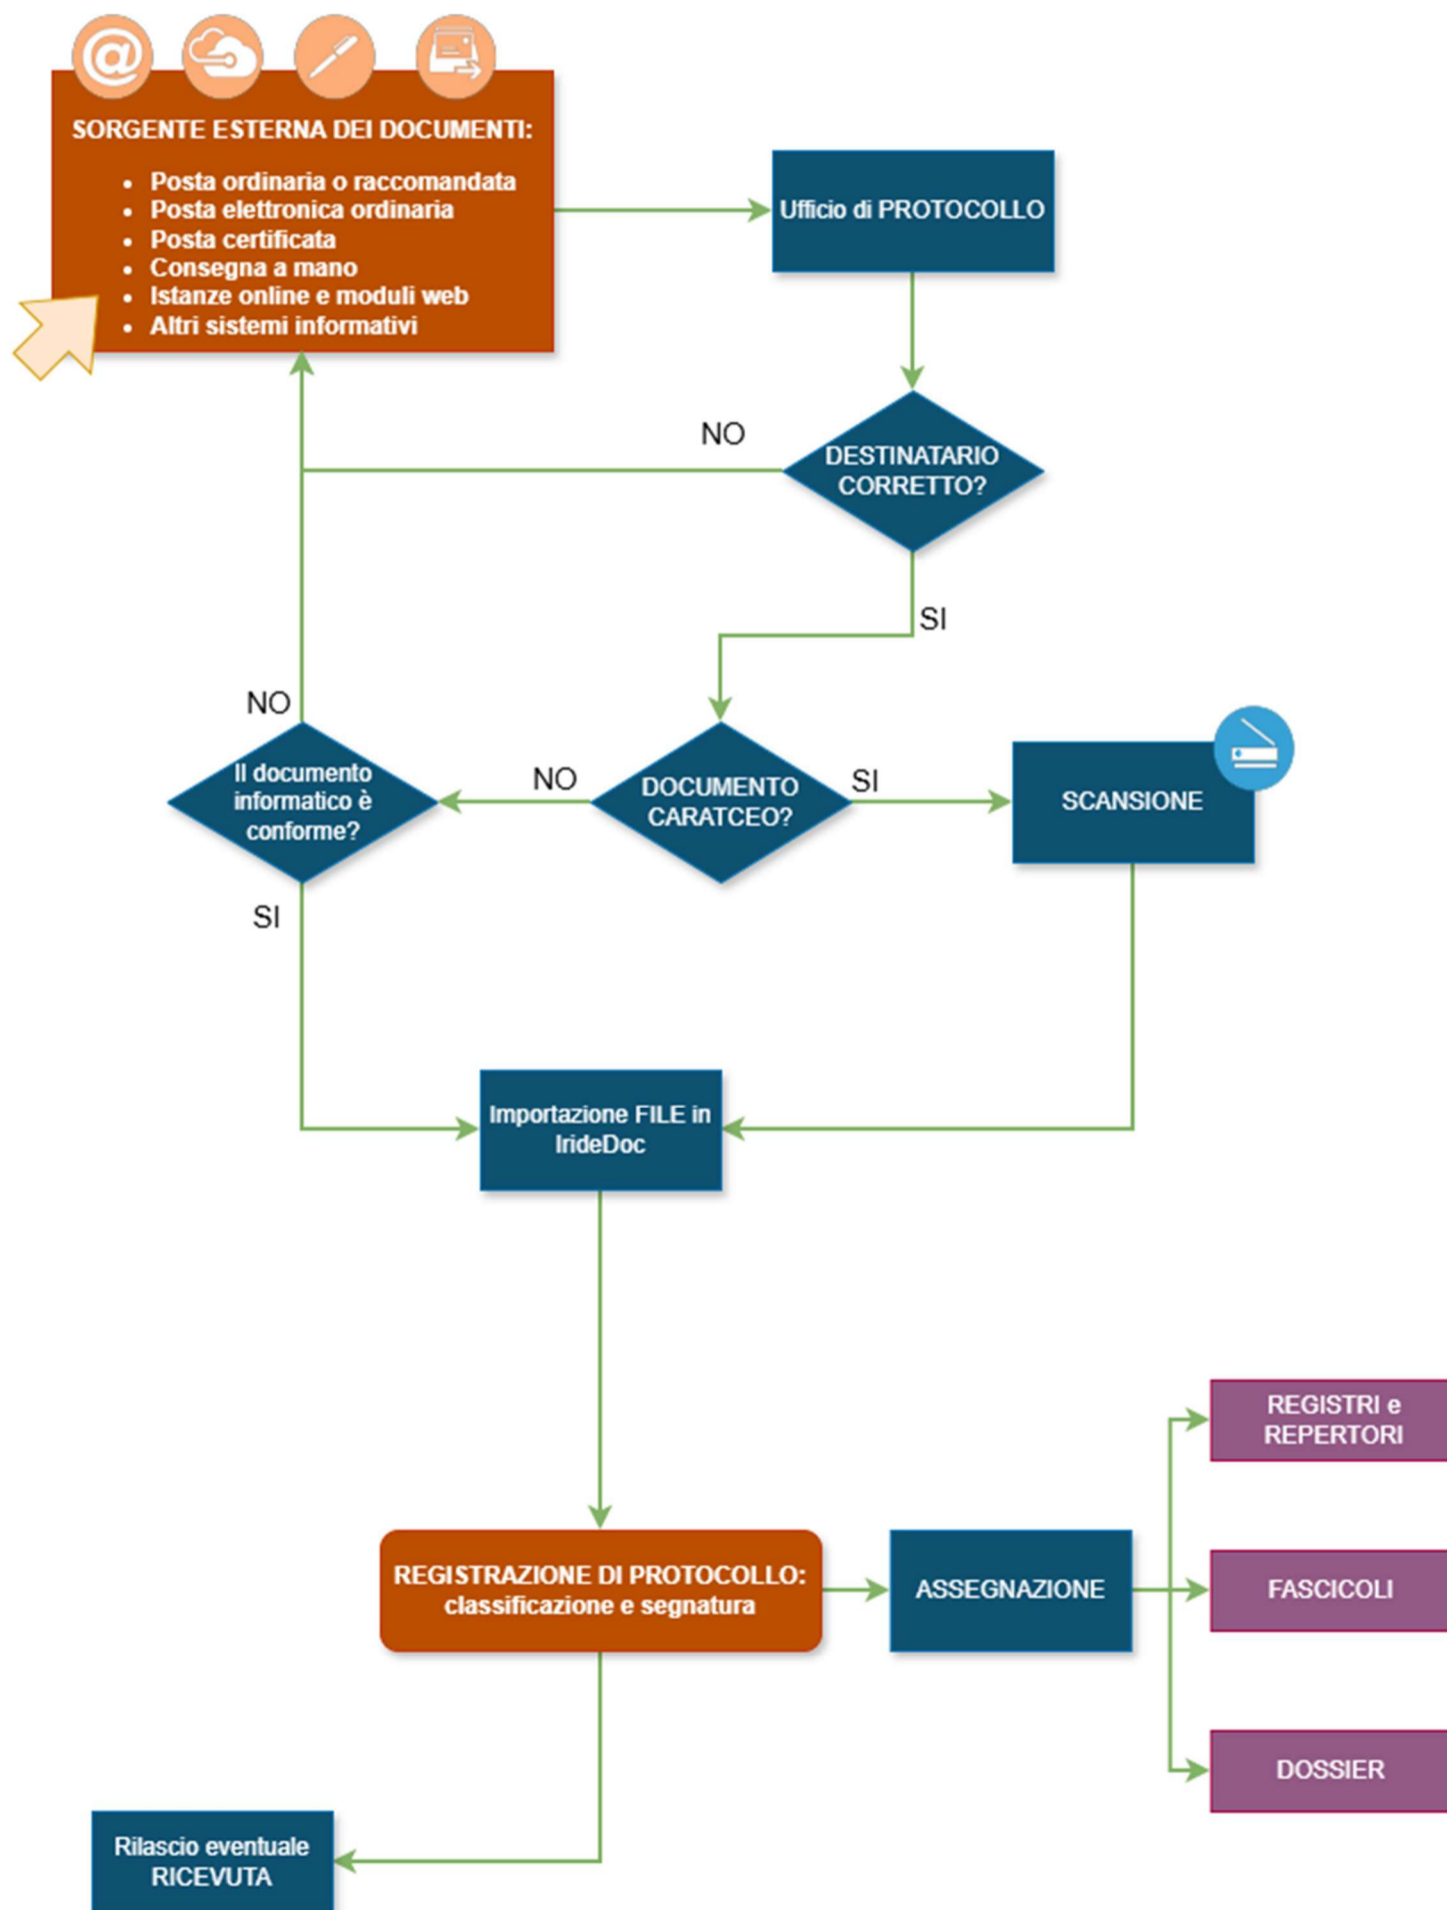 @
SORGENTE ESTERNA DEI DOCUMENTI:
• Posta ordinaria o raccomandata
• Posta elettronica ordinaria
• Posta certificata
• Consegna a mano
• Istanze online e moduli web
• Altri sistemi informativi
Ufficio di PROTOCOLLO
NO
DESTINATARIO
CORRETTO?
SI
NO
Il documento
informatico è
conforme?
NO
DOCUMENTO
CARATCEO?
SI
SCANSIONE
SI
Importazione FILE in
IrideDoc
REGISTRI e
REPERTORI
REGISTRAZIONE DI PROTOCOLLO:
classificazione e segnatura
ASSEGNAZIONE
FASCICOLI
DOSSIER
Rilascio eventuale
RICEVUTA